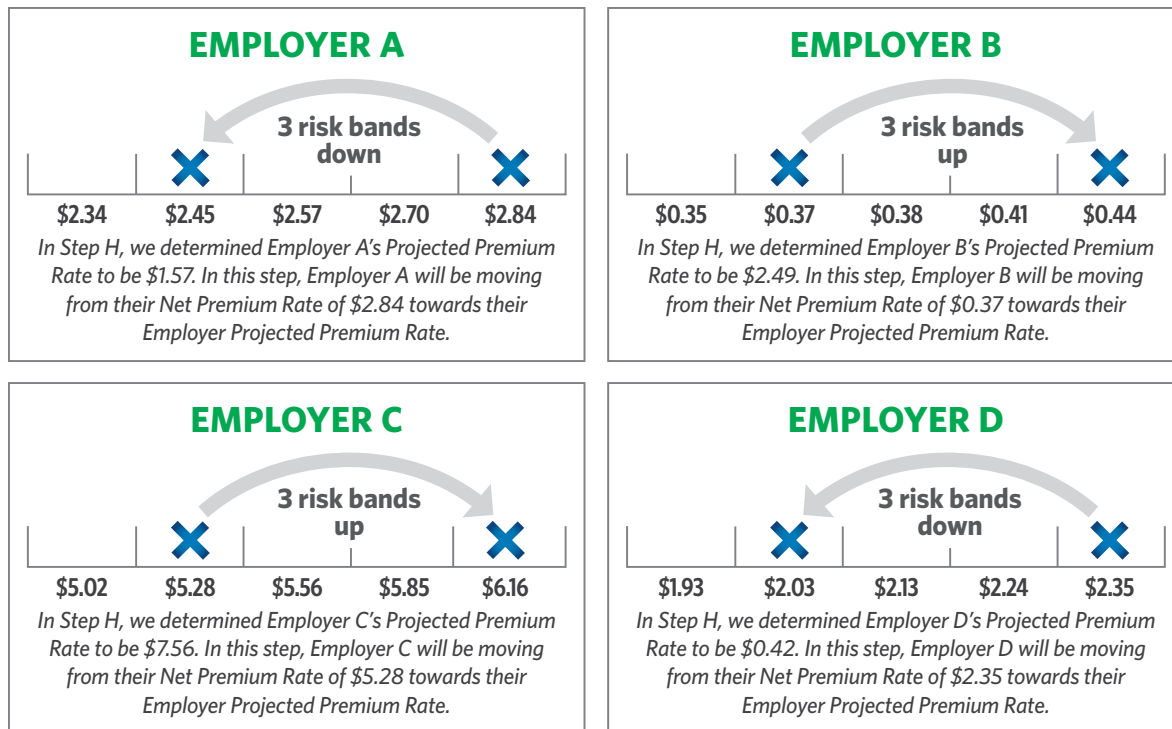 EMPLOYER A
3 risk bands
down
$2.34 $2.45 $2.57 $2.70 $2.84
In Step H, we determined Employer A's Projected Premium
Rate to be $1.57. In this step, Employer A will be moving
from their Net Premium Rate of $2.84 towards their
Employer Projected Premium Rate.
EMPLOYER B
3 risk bands
up
$0.35 $0.37 $0.38 $0.41 $0.44
In Step H, we determined Employer B's Projected Premium
Rate to be $2.49. In this step, Employer B will be moving
from their Net Premium Rate of $0.37 towards their
Employer Projected Premium Rate.
EMPLOYER C
3 risk bands
up
$5.02 $5.28 $5.56 $5.85 $6.16
In Step H, we determined Employer C's Projected Premium
Rate to be $7.56. In this step, Employer C will be moving
from their Net Premium Rate of $5.28 towards their
Employer Projected Premium Rate.
EMPLOYER D
3 risk bands
down
$1.93 $2.03 $2.13 $2.24 $2.35
In Step H, we determined Employer D's Projected Premium
Rate to be $0.42. In this step, Employer D will be moving
from their Net Premium Rate of $2.35 towards their
Employer Projected Premium Rate.